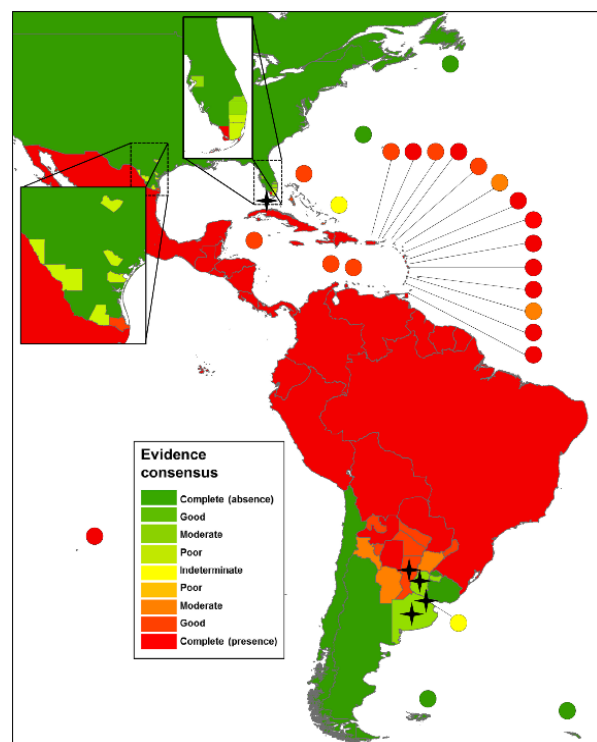 Evidence
consensus
Complete (absence)
Good
Moderate
Poor
Indeterminate
Poor
Moderate
Good
Complete (presence)